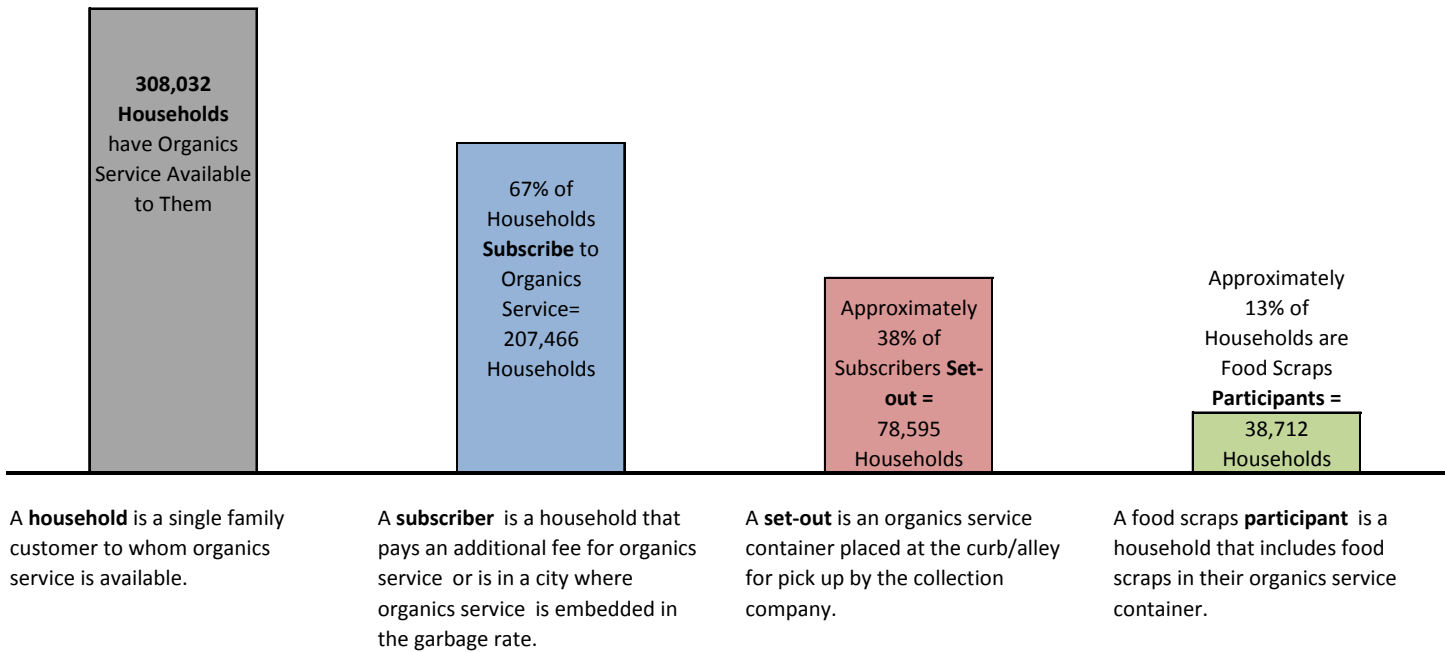 308,032
Households
have Organics
Service Available
to Them
67% of
Households
Subscribe to
Organics
Service=
207,466
Households
Approximately
38% of
Subscribers Set-
out =
78,595
Households
Approximately
13% of
Households are
Food Scraps
Participants =
38,712
Households
A household is a single family
customer to whom organics
service is available.
A subscriber is a household that
pays an additional fee for organics
service or is in a city where
organics service is embedded in
the garbage rate.
A set-out is an organics service
container placed at the curb/alley
for pick up by the collection
company.
A food scraps participant is a
household that includes food
scraps in their organics service
container.